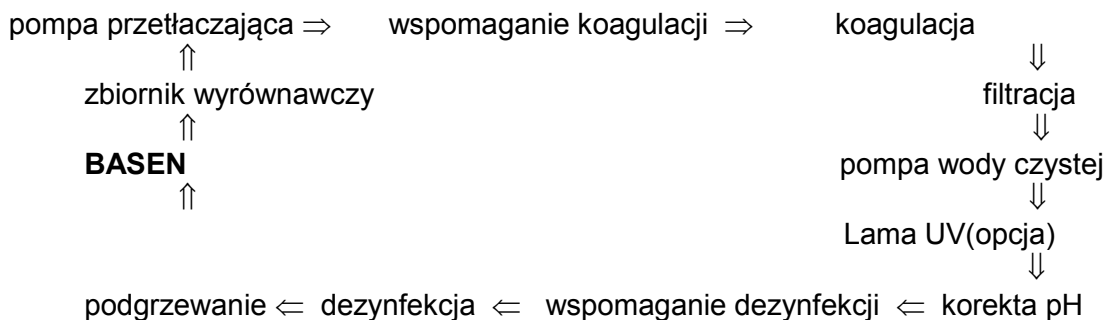 pompa przetłaczająca ⇒ wspomaganie koagulacji ⇒ koagulacja
⇑ ⇓
zbiornik wyrównawczy filtracja
⇑ ⇓
BASEN pompa wody czystej
⇑ ⇓
Lama UV(opcja)
⇓
podgrzewanie ⇐ dezynfekcja ⇐ wspomaganie dezynfekcji ⇐ korekta pH